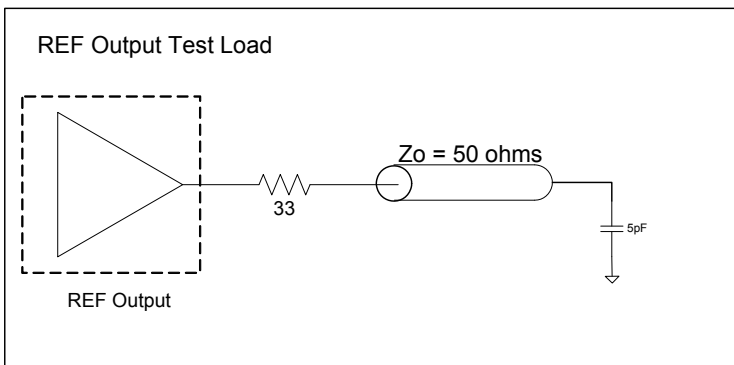 REF Output Test Load
Zo = 50 ohms
33
5pF
REF Output